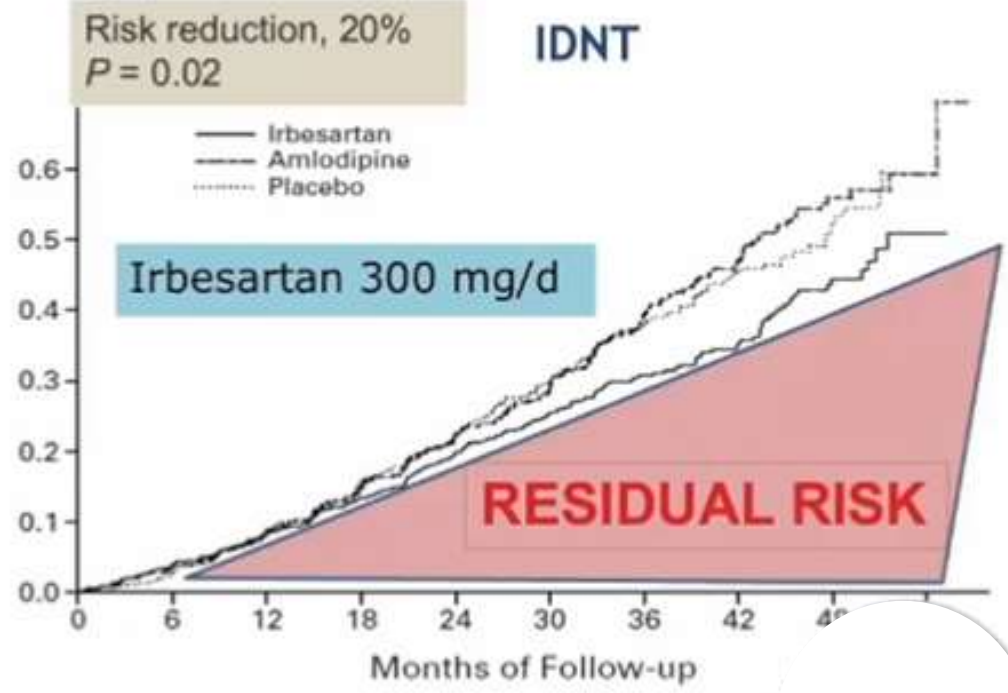 Risk reduction, 20%
P = 0.02
IDNT
Irbesartan
Amlodipine
Placebo
Irbesartan 300 mg/d
0.6
0.5
0.4
0.3
0.2
0.1
0.0
RESIDUAL RISK
0 6 12 18 24 30 36 42
Months of Follow-up